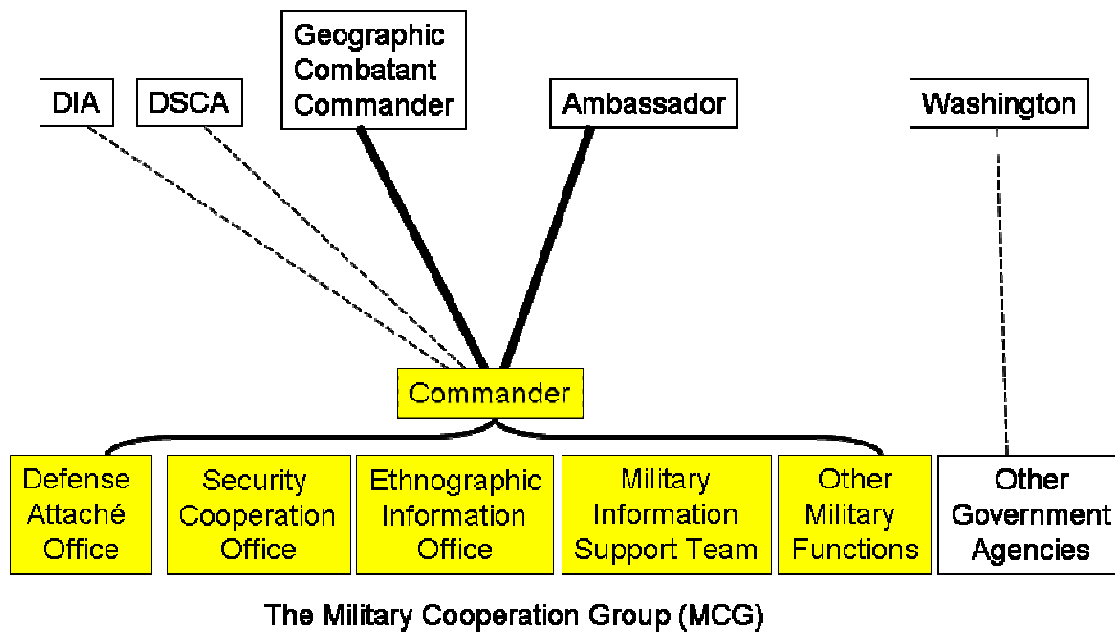 DIA
DSCA
Geographic
Combatant
Commander
Ambassador
Washington
Commander
Defense
Attaché
Office
Security
Cooperation
Office
Ethnographic
Information
Office
Military
Information
Support Team
Other
Military
Functions
Other
Government
Agencies
The Military Cooperation Group (MCG)